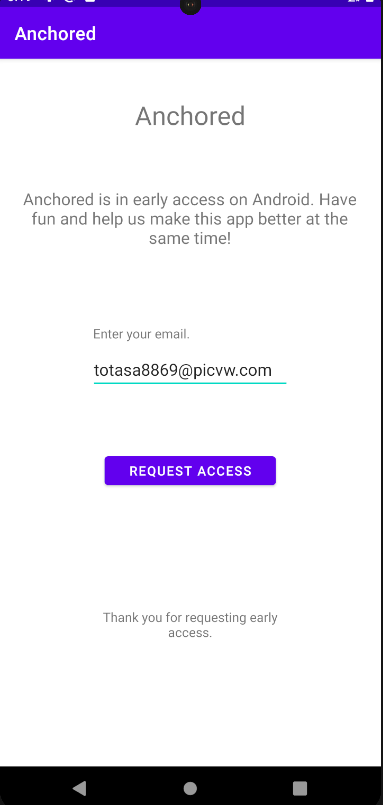 Anchored
Anchored
Anchored is in early access on Android. Have
fun and help us make this app better at the
same time!
Enter your email.
totasa8869@picvw.com
REQUEST ACCESS
Thank you for requesting early
access.